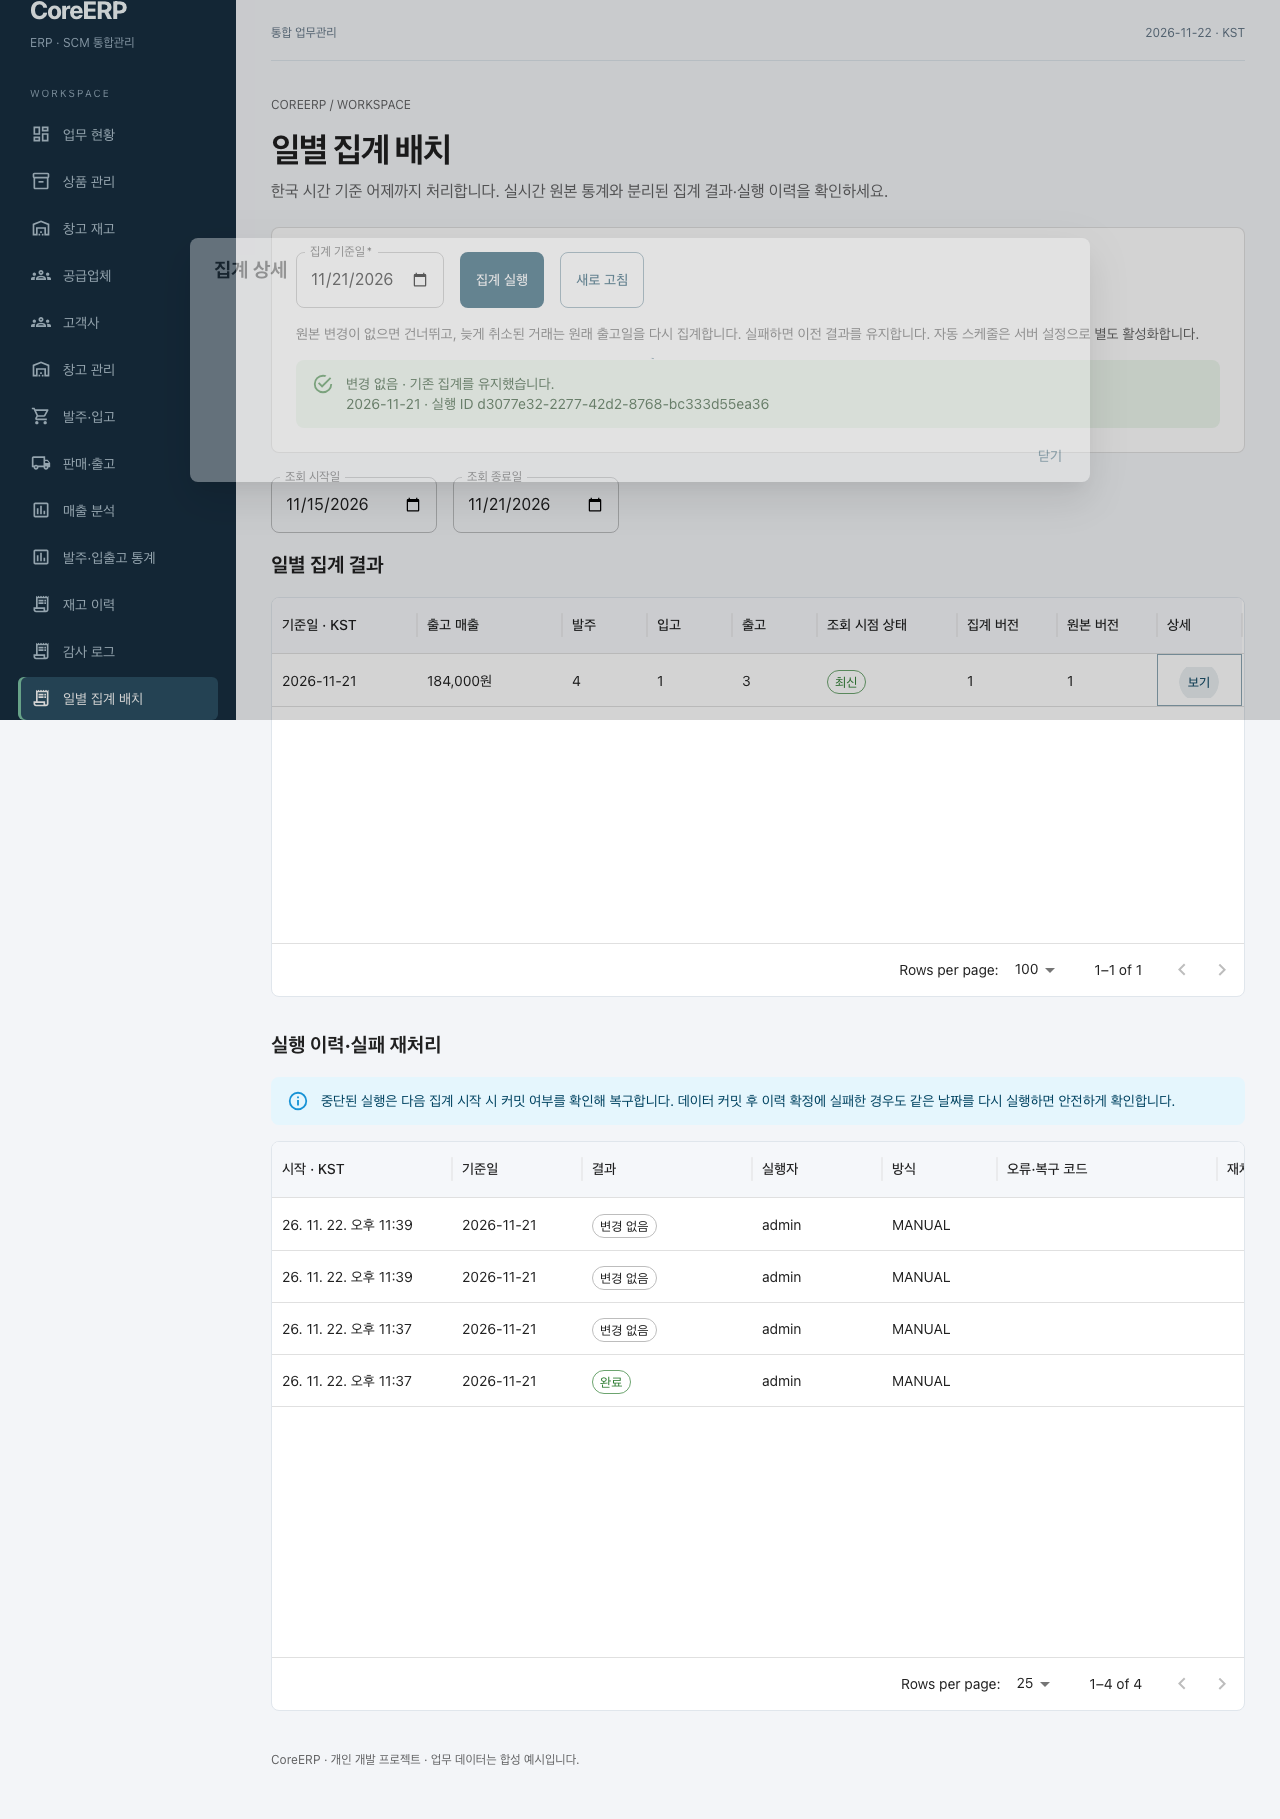 CoreERP
ERP · SCM 통합관리
WORKSPACE
업무 현황
상품 관리
창고 재고
공급업체
고객사
창고 관리
발주·입고
판매·출고
매출 분석
발주·입출고 통계
재고 이력
감사 로그
일별 집계 배치
통합 업무관리
2026-11-22 · KST
COREERP / WORKSPACE
일별 집계 배치
한국 시간 기준 어제까지 처리합니다. 실시간 원본 통계와 분리된 집계 결과·실행 이력을 확인하세요.
집계 상세
집계 기준일 *
11/21/2026
집계 실행
새로 고침
원본 변경이 없으면 건너뛰고, 늦게 취소된 거래는 원래 출고일을 다시 집계합니다. 실패하면 이전 결과를 유지합니다. 자동 스케줄은 서버 설정으로 별도 활성화합니다.
변경 없음 · 기존 집계를 유지했습니다.
2026-11-21 · 실행 ID d3077e32-2277-42d2-8768-bc333d55ea36
닫기
조회 시작일
11/15/2026
조회 종료일
11/21/2026
일별 집계 결과
기준일 · KST 출고 매출 발주 입고 출고 조회 시점 상태 집계 버전 원본 버전 상세
2026-11-21 184,000원 4 1 3 최신 1 1 보기
Rows per page: 100 1–1 of 1
실행 이력·실패 재처리
중단된 실행은 다음 집계 시작 시 커밋 여부를 확인해 복구합니다. 데이터 커밋 후 이력 확정에 실패한 경우도 같은 날짜를 다시 실행하면 안전하게 확인합니다.
시작 · KST 기준일 결과 실행자 방식 오류·복구 코드
26. 11. 22. 오후 11:39 2026-11-21 변경 없음 admin MANUAL
26. 11. 22. 오후 11:39 2026-11-21 변경 없음 admin MANUAL
26. 11. 22. 오후 11:37 2026-11-21 변경 없음 admin MANUAL
26. 11. 22. 오후 11:37 2026-11-21 완료 admin MANUAL
Rows per page: 25 1–4 of 4
CoreERP · 개인 개발 프로젝트 · 업무 데이터는 합성 예시입니다.